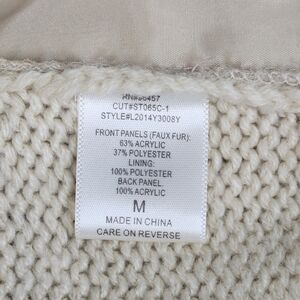 RN#96457
CUT#ST065C-1
STYLE#L2014Y3008Y
FRONT PANELS (FAUX FUR):
63% ACRYLIC
37% POLYESTER
LINING:
100% POLYESTER
BACK PANEL:
100% ACRYLIC
M
MADE IN CHINA
CARE ON REVERSE